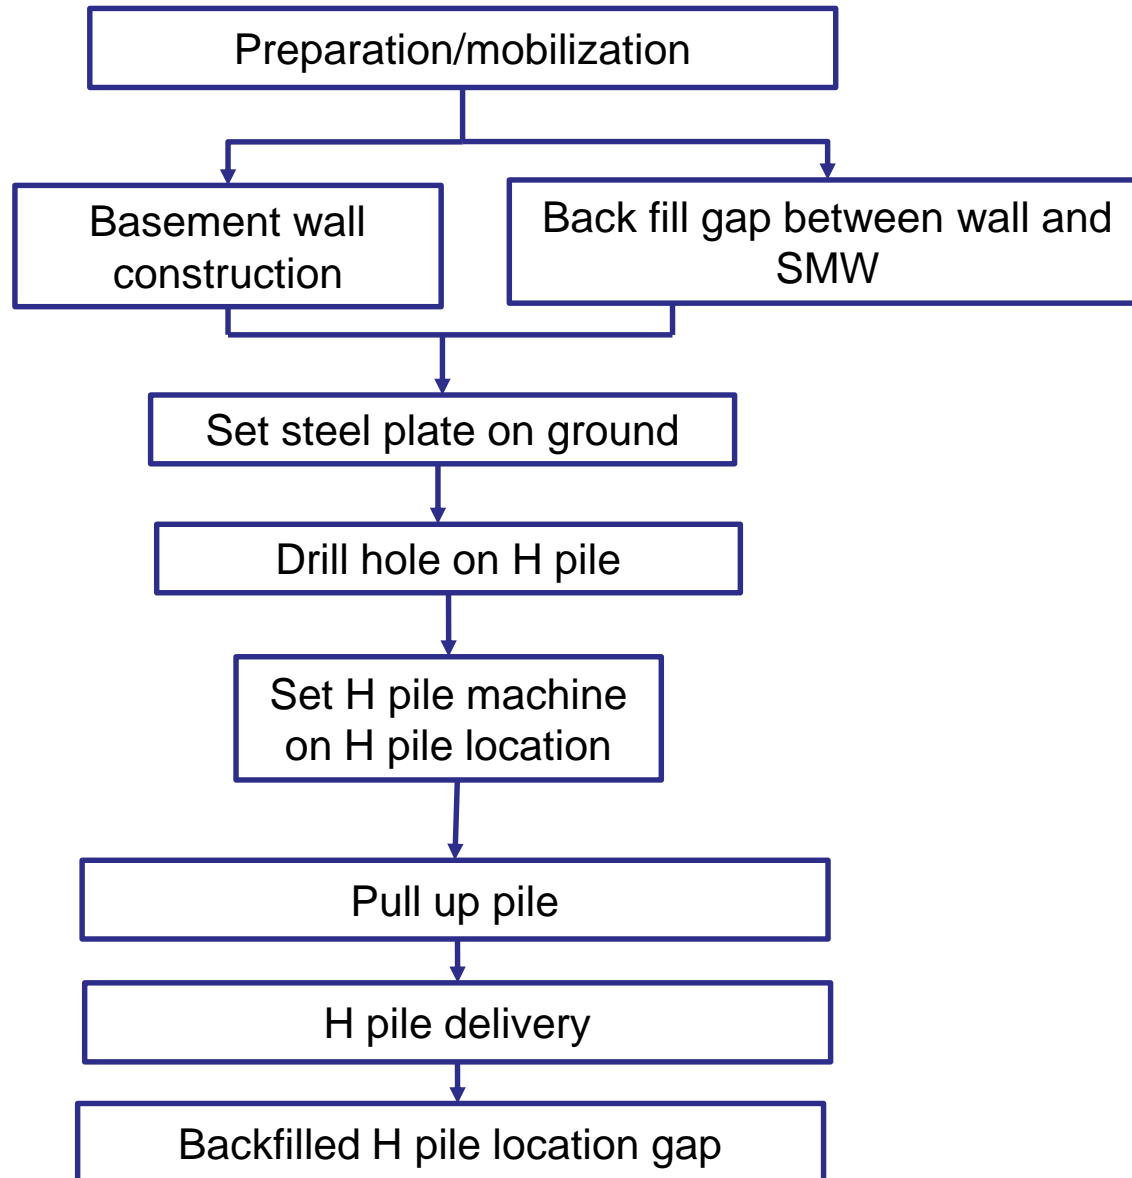 Preparation/mobilization
Basement wall
construction
Back fill gap between wall and
SMW
Set steel plate on ground
Drill hole on H pile
Set H pile machine
on H pile location
Pull up pile
H pile delivery
Backfilled H pile location gap